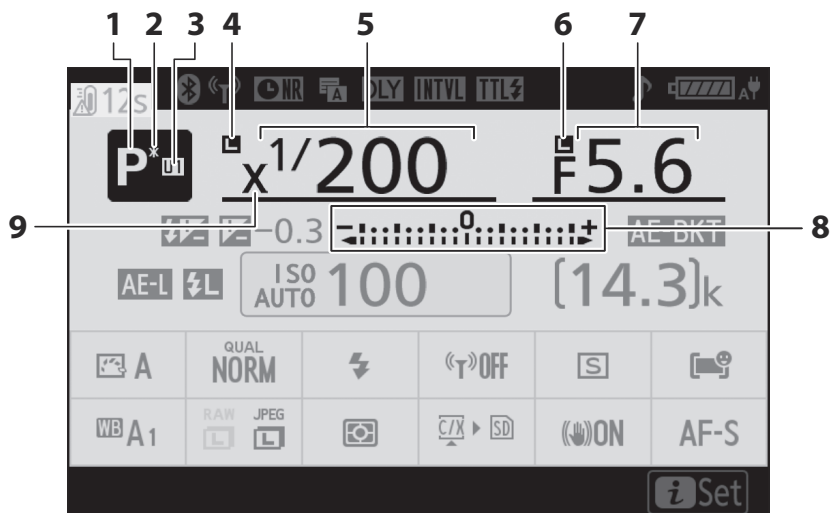 1 2 3 4 5 6 7
12s NR A DLY INTVL TTL A
P* U1 L x1/200 L F5.6
9 −0.3 - 0 + AE-BKT 8
AE-L L ISO AUTO 100 [14.3]k
A QUAL NORM (T) OFF S
WB A1 RAW L JPEG L C/X ▸ SD ON AF-S
i Set